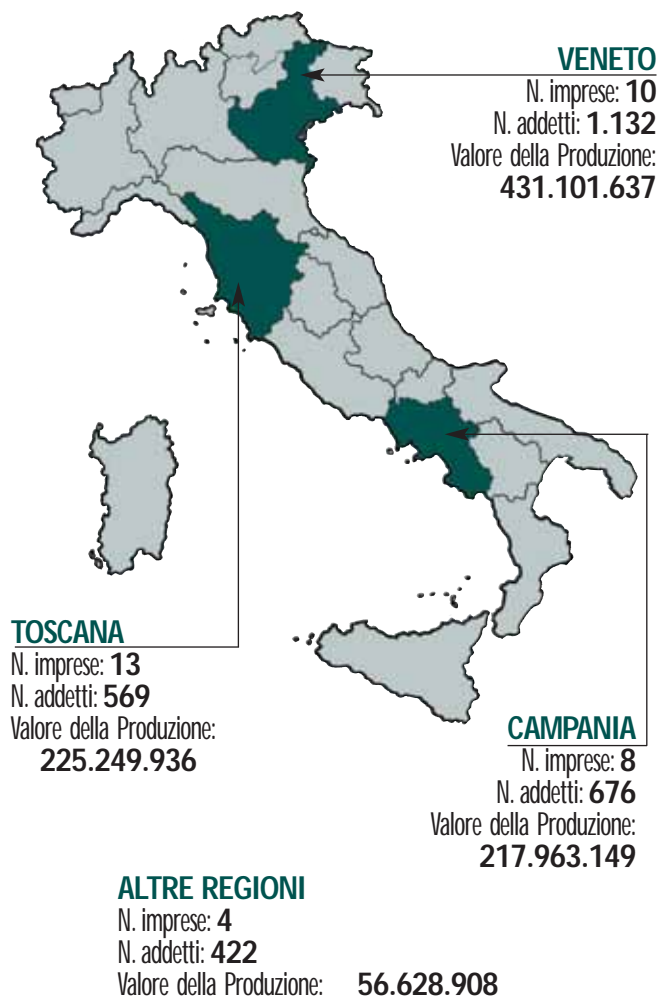 VENETO
N. imprese: 10
N. addetti: 1.132
Valore della Produzione:
431.101.637
TOSCANA
N. imprese: 13
N. addetti: 569
Valore della Produzione:
225.249.936
CAMPANIA
N. imprese: 8
N. addetti: 676
Valore della Produzione:
217.963.149
ALTRE REGIONI
N. imprese: 4
N. addetti: 422
Valore della Produzione: 56.628.908